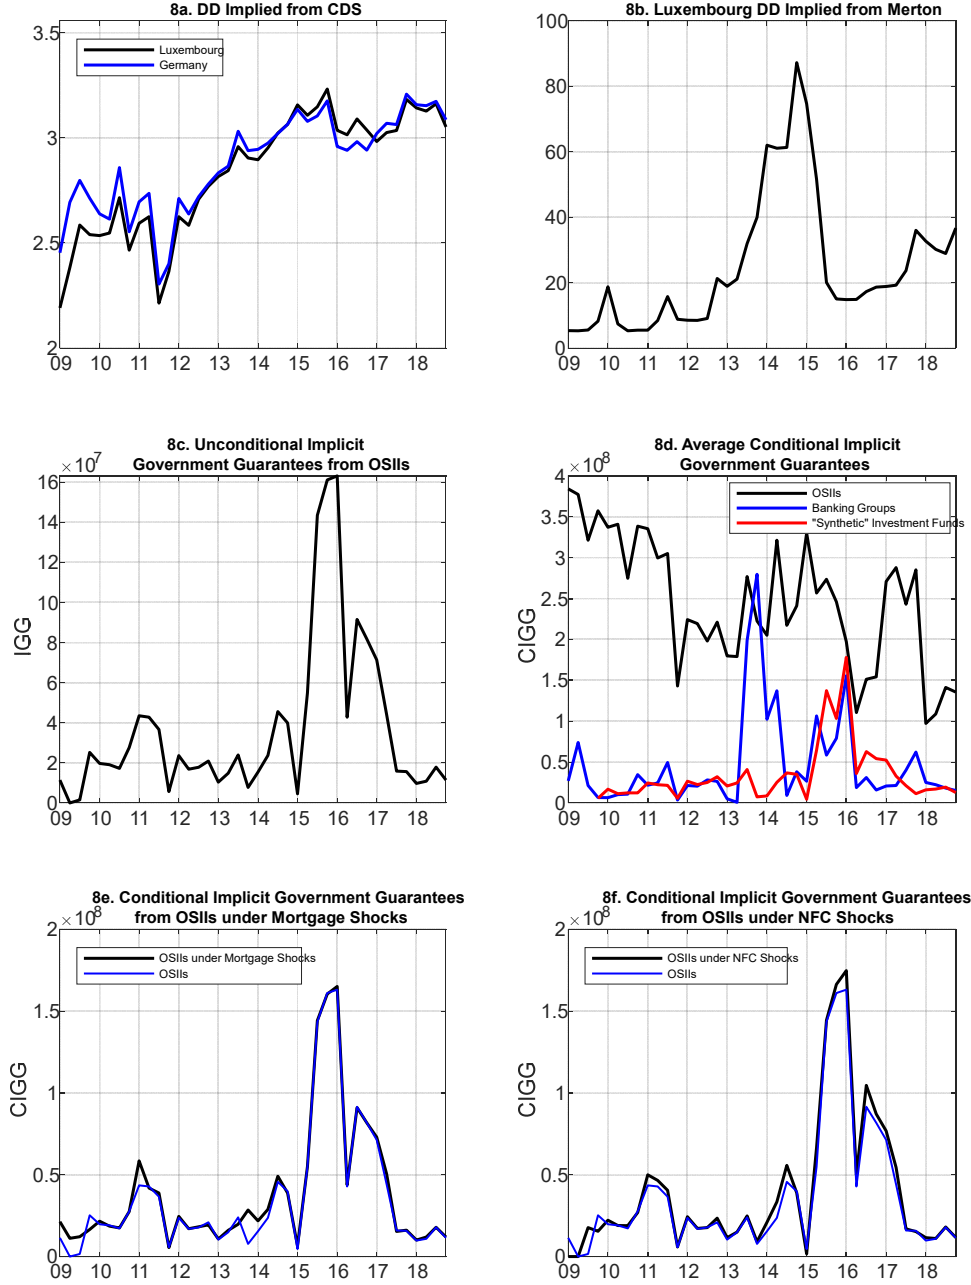 8a. DD Implied from CDS
3.5
3
2.5
2
Luxembourg
Germany
09 10 11 12 13 14 15 16 17 18
8b. Luxembourg DD Implied from Merton
100
80
60
40
20
0
09 10 11 12 13 14 15 16 17 18
8c. Unconditional Implicit
Government Guarantees from OSIIs
×10^7
16
14
12
10
8
6
4
2
0
IGG
09 10 11 12 13 14 15 16 17 18
8d. Average Conditional Implicit
Government Guarantees
×10^8
4
3.5
3
2.5
2
1.5
1
0.5
0
CIGG
OSIIs
Banking Groups
"Synthetic" Investment Funds
09 10 11 12 13 14 15 16 17 18
8e. Conditional Implicit Government Guarantees
from OSIIs under Mortgage Shocks
×10^8
2
1.5
1
0.5
0
CIGG
OSIIs under Mortgage Shocks
OSIIs
09 10 11 12 13 14 15 16 17 18
8f. Conditional Implicit Government Guarantees
from OSIIs under NFC Shocks
×10^8
2
1.5
1
0.5
0
CIGG
OSIIs under NFC Shocks
OSIIs
09 10 11 12 13 14 15 16 17 18